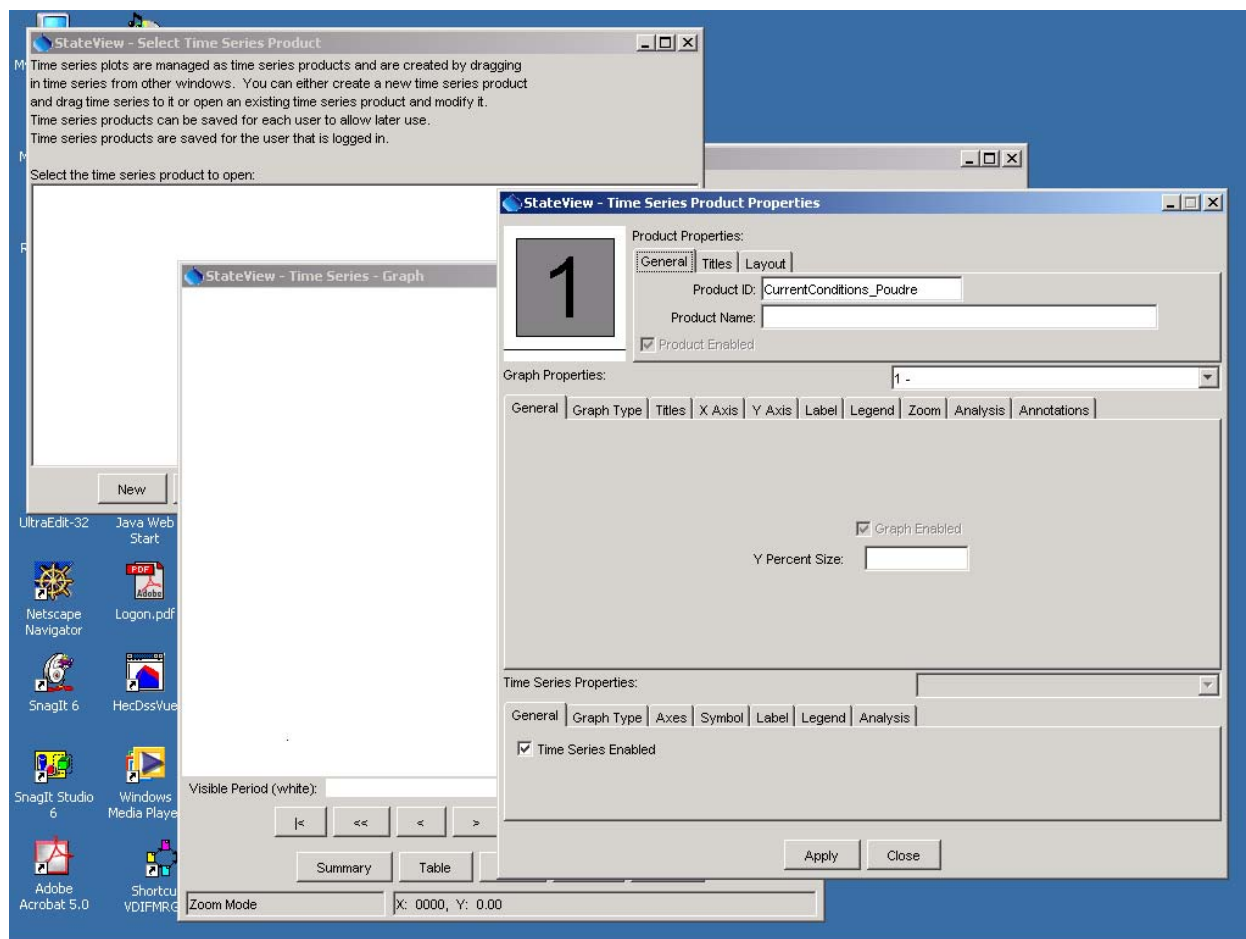 StateView - Select Time Series Product
Time series plots are managed as time series products and are created by dragging
in time series from other windows.  You can either create a new time series product
and drag time series to it or open an existing time series product and modify it.
Time series products can be saved for each user to allow later use.
Time series products are saved for the user that is logged in.
Select the time series product to open:
New
StateView - Time Series - Graph
Visible Period (white):
|<
<<
<
>
Summary
Table
Zoom Mode
X: 0000, Y: 0.00
StateView - Time Series Product Properties
1
Product Properties:
General Titles Layout
Product ID: CurrentConditions_Poudre
Product Name:
Product Enabled
Graph Properties:
1 -
General Graph Type Titles X Axis Y Axis Label Legend Zoom Analysis Annotations
Graph Enabled
Y Percent Size:
Time Series Properties:
General Graph Type Axes Symbol Label Legend Analysis
Time Series Enabled
Apply
Close
UltraEdit-32
Java Web
Start
Netscape
Navigator
PDF
Adobe
Logon.pdf
SnagIt 6
HecDssVue
SnagIt Studio
6
Windows
Media Playe
Adobe
Acrobat 5.0
Shortcu
VDIFMRG